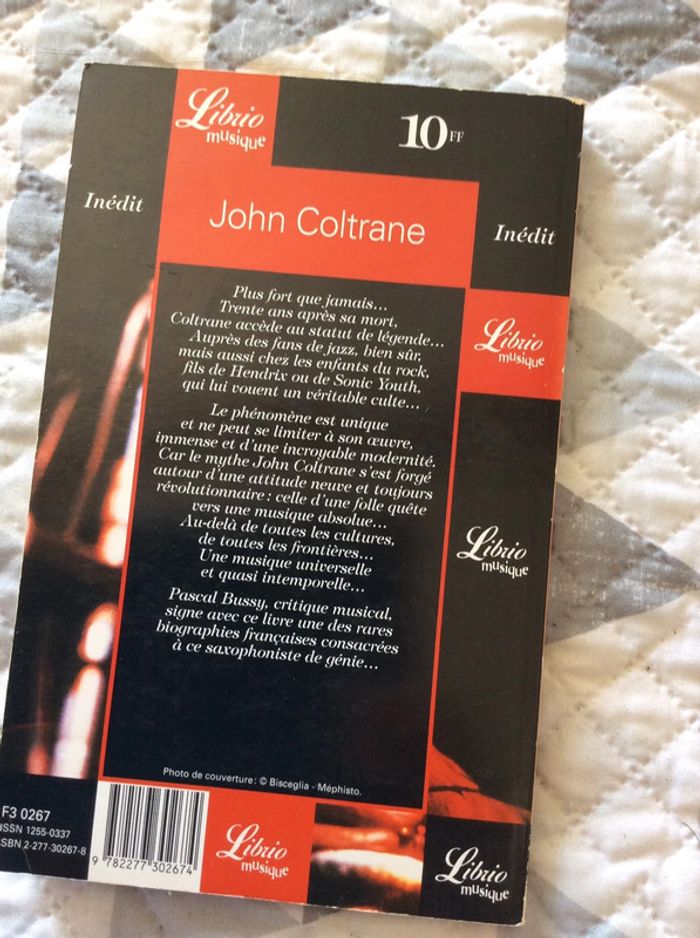 Librio
musique
10 FF
Inédit
John Coltrane
Inédit
Plus fort que jamais...
Trente ans après sa mort,
Coltrane accède au statut de légende...
Auprès des fans de jazz, bien sûr,
mais aussi chez les enfants du rock,
fils de Hendrix ou de Sonic Youth,
qui lui vouent un véritable culte...
Le phénomène est unique
et ne peut se limiter à son œuvre,
immense et d'une incroyable modernité.
Car le mythe John Coltrane s'est forgé
autour d'une attitude neuve et toujours
révolutionnaire : celle d'une folle quête
vers une musique absolue...
Au-delà de toutes les cultures,
de toutes les frontières...
Une musique universelle
et quasi intemporelle...
Pascal Bussy, critique musical,
signe avec ce livre une des rares
biographies françaises consacrées
à ce saxophoniste de génie...
Librio
musique
Librio
musique
Photo de couverture : © Bisceglia - Méphisto.
F3 0267
ISSN 1255-0337
ISBN 2-277-30267-8
9 782277 302674
Librio
musique
Librio
musique